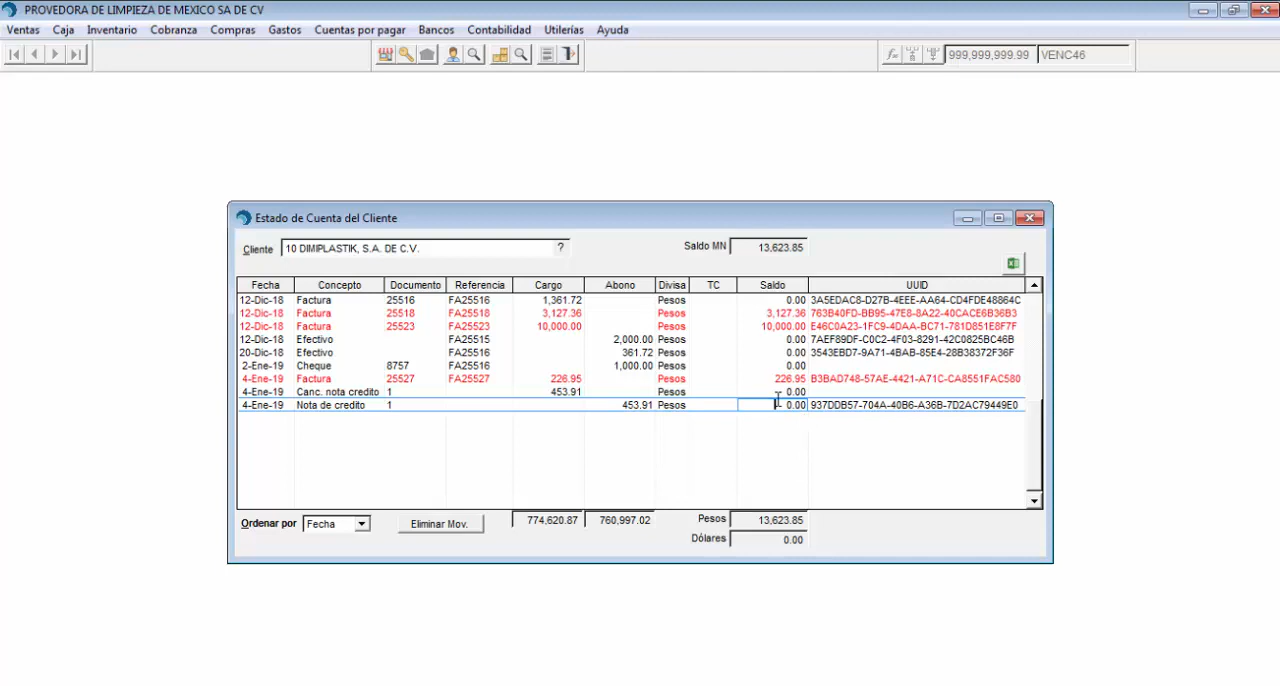 PROVEDORA DE LIMPIEZA DE MEXICO SA DE CV
Ventas Caja Inventario Cobranza Compras Gastos Cuentas por pagar Bancos Contabilidad Utilerías Ayuda
999,999,999.99 VENC46
Estado de Cuenta del Cliente
Cliente 10 DIMPLASTIK, S.A. DE C.V. ? Saldo MN 13,623.85
Fecha Concepto Documento Referencia Cargo Abono Divisa TC Saldo UUID
12-Dic-18 Factura 25516 FA25516 1,361.72 Pesos 0.00 3A5EDAC8-D27B-4EEE-AA64-CD4FDE48864C
12-Dic-18 Factura 25518 FA25518 3,127.36 Pesos 3,127.36 763B40FD-BB95-47E8-8A22-40CACE6B36B3
12-Dic-18 Factura 25523 FA25523 10,000.00 Pesos 10,000.00 E46C0A23-1FC9-4DAA-BC71-781D851E8F7F
12-Dic-18 Efectivo FA25515 2,000.00 Pesos 0.00 7AEF89DF-C0C2-4F03-8291-42C0825BC46B
20-Dic-18 Efectivo FA25516 361.72 Pesos 0.00 3543EBD7-9A71-4BAB-85E4-28B38372F36F
2-Ene-19 Cheque 8757 FA25516 1,000.00 Pesos 0.00
4-Ene-19 Factura 25527 FA25527 226.95 Pesos 226.95 B3BAD748-57AE-4421-A71C-CA8551FAC580
4-Ene-19 Canc. nota credito 1 453.91 Pesos 0.00
4-Ene-19 Nota de credito 1 453.91 Pesos 0.00 937DDB57-704A-40B6-A36B-7D2AC79449E0
Ordenar por Fecha Eliminar Mov. 774,620.87 760,997.02 Pesos 13,623.85
Dólares 0.00